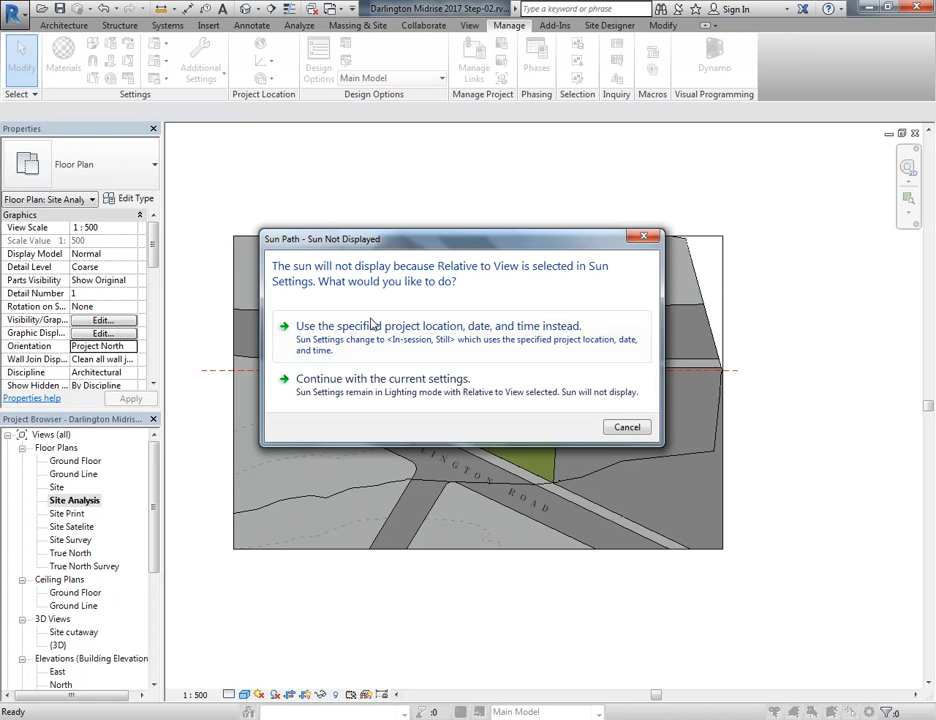 Darlington Midrise 2017 Step-02.rv...
Type a keyword or phrase
Sign In
Architecture
Structure
Systems
Insert
Annotate
Analyze
Massing & Site
Collaborate
View
Manage
Add-Ins
Site Designer
Modify
Modify
Materials
Additional
Settings
Design
Options
Main Model
Manage
Links
Phases
Dynamo
Select
Settings
Project Location
Design Options
Manage Project
Phasing
Selection
Inquiry
Macros
Visual Programming
Properties
Floor Plan
Floor Plan: Site Analy
Edit Type
Graphics
View Scale
1 : 500
Scale Value 1:
500
Display Model
Normal
Detail Level
Coarse
Parts Visibility
Show Original
Detail Number
1
Rotation on S...
None
Visibility/Grap...
Edit...
Graphic Displ...
Edit...
Orientation
Project North
Wall Join Disp...
Clean all wall j...
Discipline
Architectural
Show Hidden ...
By Discipline
Properties help
Apply
Project Browser - Darlington Midris...
Views (all)
Floor Plans
Ground Floor
Ground Line
Site
Site Analysis
Site Print
Site Satelite
Site Survey
True North
True North Survey
Ceiling Plans
Ground Floor
Ground Line
3D Views
Site cutaway
{3D}
Elevations (Building Elevation
East
North
Sun Path - Sun Not Displayed
The sun will not display because Relative to View is selected in Sun
Settings. What would you like to do?
Use the specified project location, date, and time instead.
Sun Settings change to <In-session, Still> which uses the specified project location, date,
and time.
Continue with the current settings.
Sun Settings remain in Lighting mode with Relative to View selected. Sun will not display.
Cancel
LINGTON ROAD
1 : 500
Ready
:0
Main Model
:0